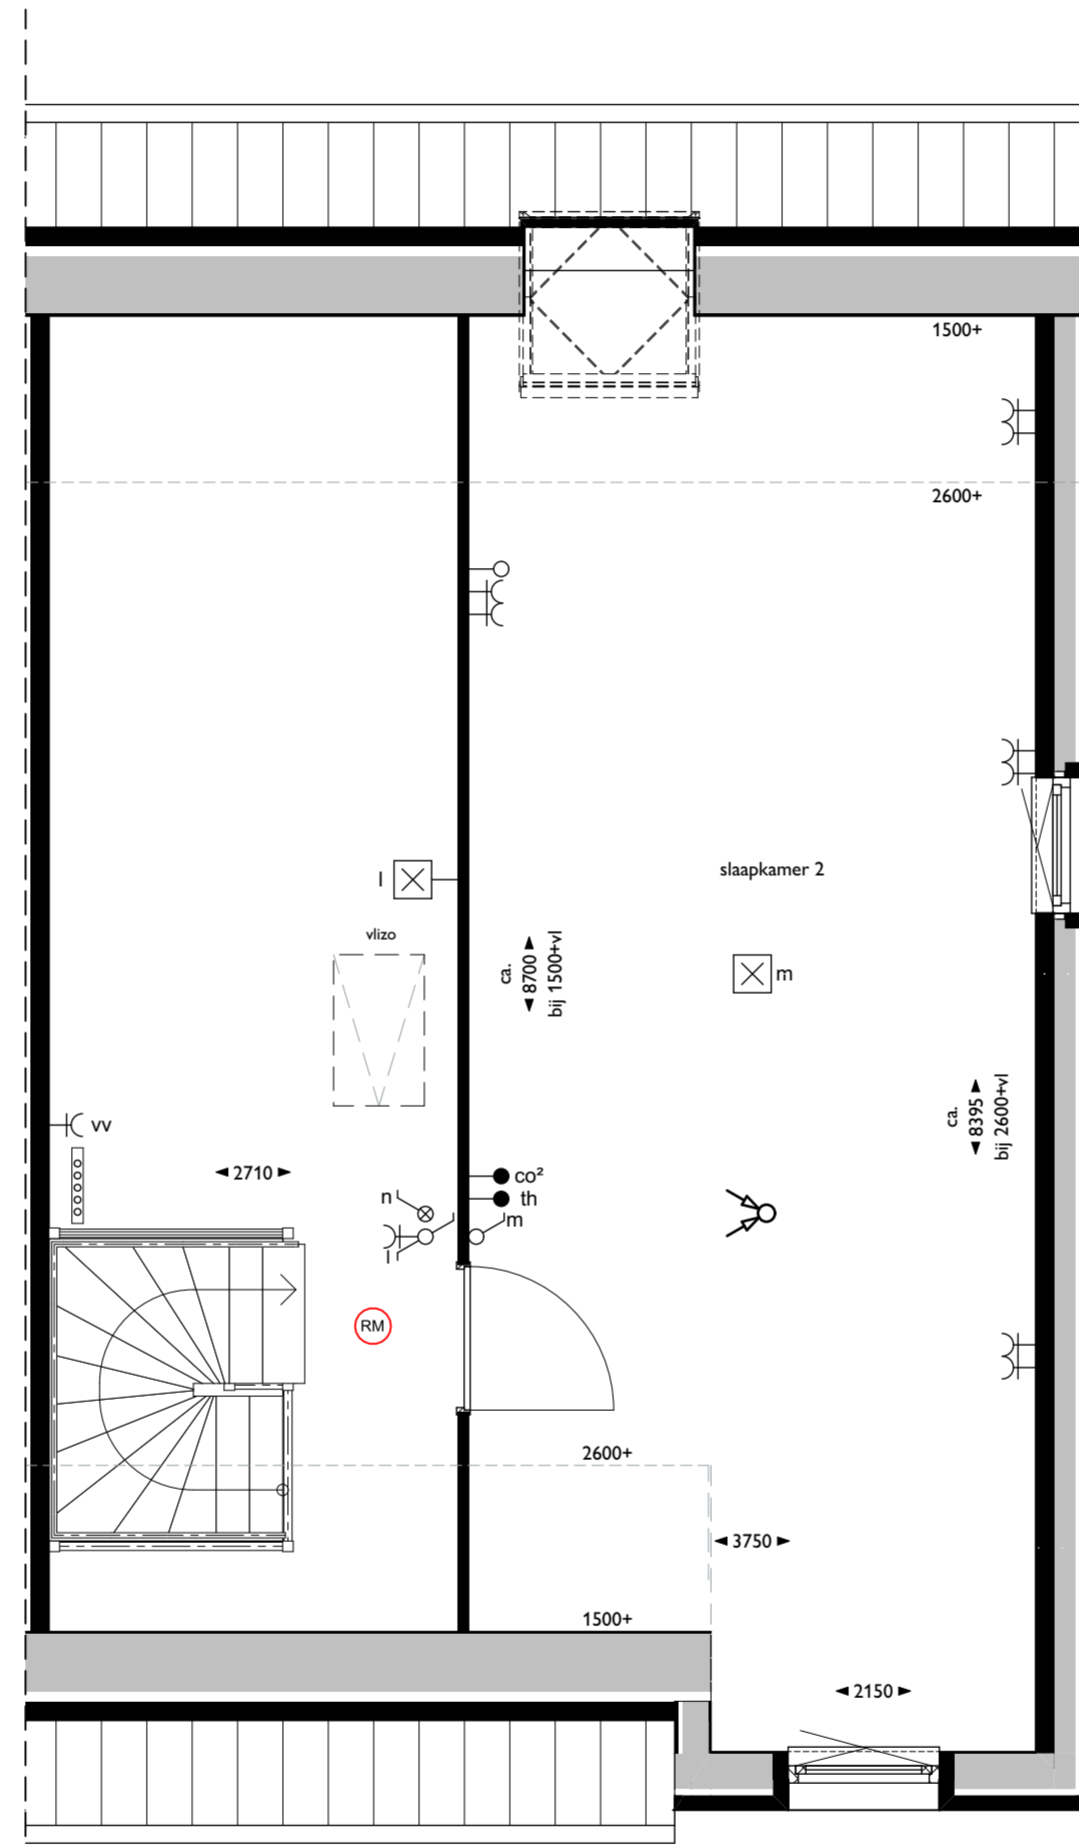 1500+
2600+
slaapkamer 2
l
vlizo
ca.
8700
bij 1500+vl
m
ca.
8395
bij 2600+vl
vv
2710
co²
th
n
m
l
RM
2600+
3750
1500+
2150